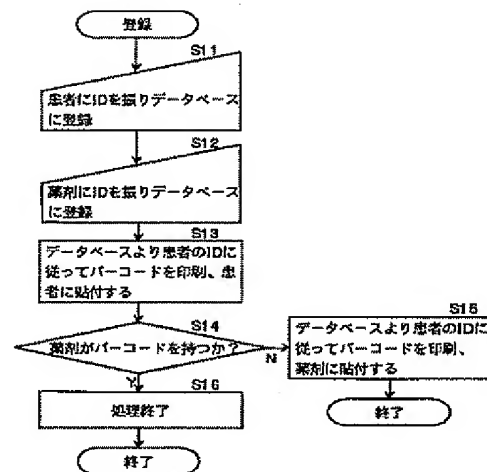 登録
S11
患者にIDを振りデータベース
に登録
S12
薬剤にIDを振りデータベース
に登録
S13
データベースより患者のIDに
従ってバーコードを印刷、患
者に貼付する
S14
薬剤がバーコードを持つか？
N
Y
S15
データベースより患者のIDに
従ってバーコードを印刷、
薬剤に貼付する
終了
S16
処理終了
終了